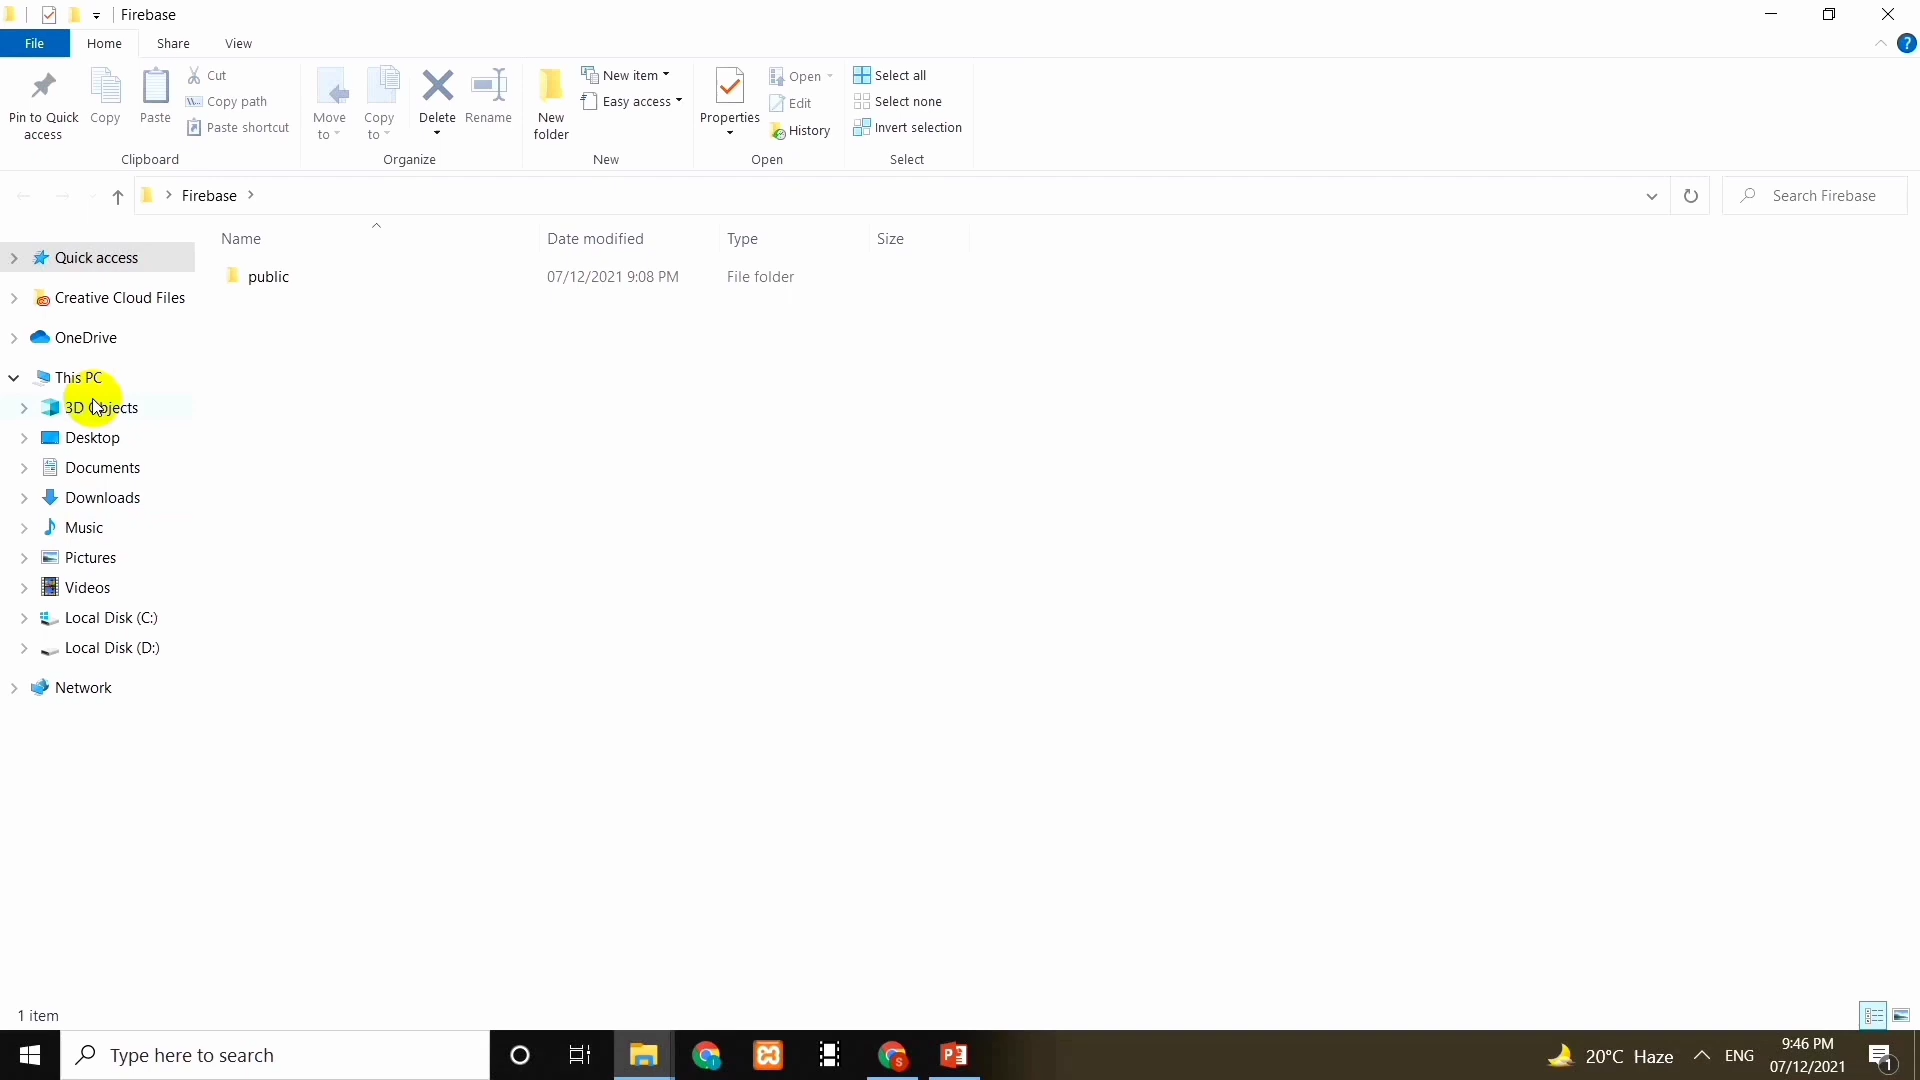 Firebase
File Home Share View
Pin to Quick access
Copy
Paste
Cut
Copy path
Paste shortcut
Clipboard
Move to
Copy to
Delete
Rename
Organize
New folder
New item
Easy access
New
Properties
Open
Edit
History
Open
Select all
Select none
Invert selection
Select
Firebase
Search Firebase
Name Date modified Type Size
public 07/12/2021 9:08 PM File folder
Quick access
Creative Cloud Files
OneDrive
This PC
3D Objects
Desktop
Documents
Downloads
Music
Pictures
Videos
Local Disk (C:)
Local Disk (D:)
Network
1 item
Type here to search
20°C Haze
ENG
9:46 PM
07/12/2021
1